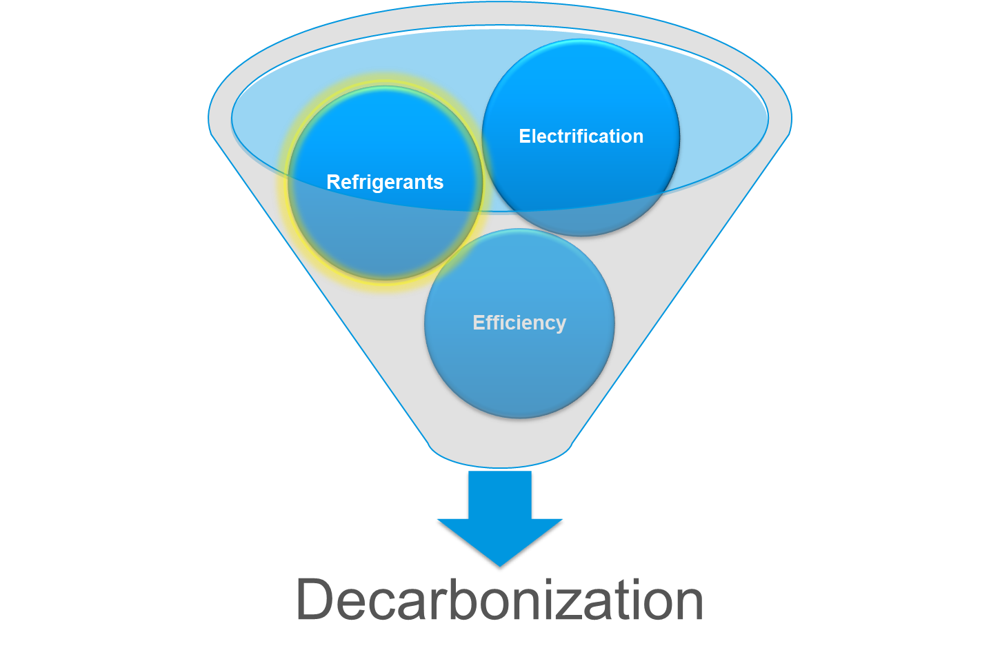 Electrification
Refrigerants
Efficiency
Decarbonization